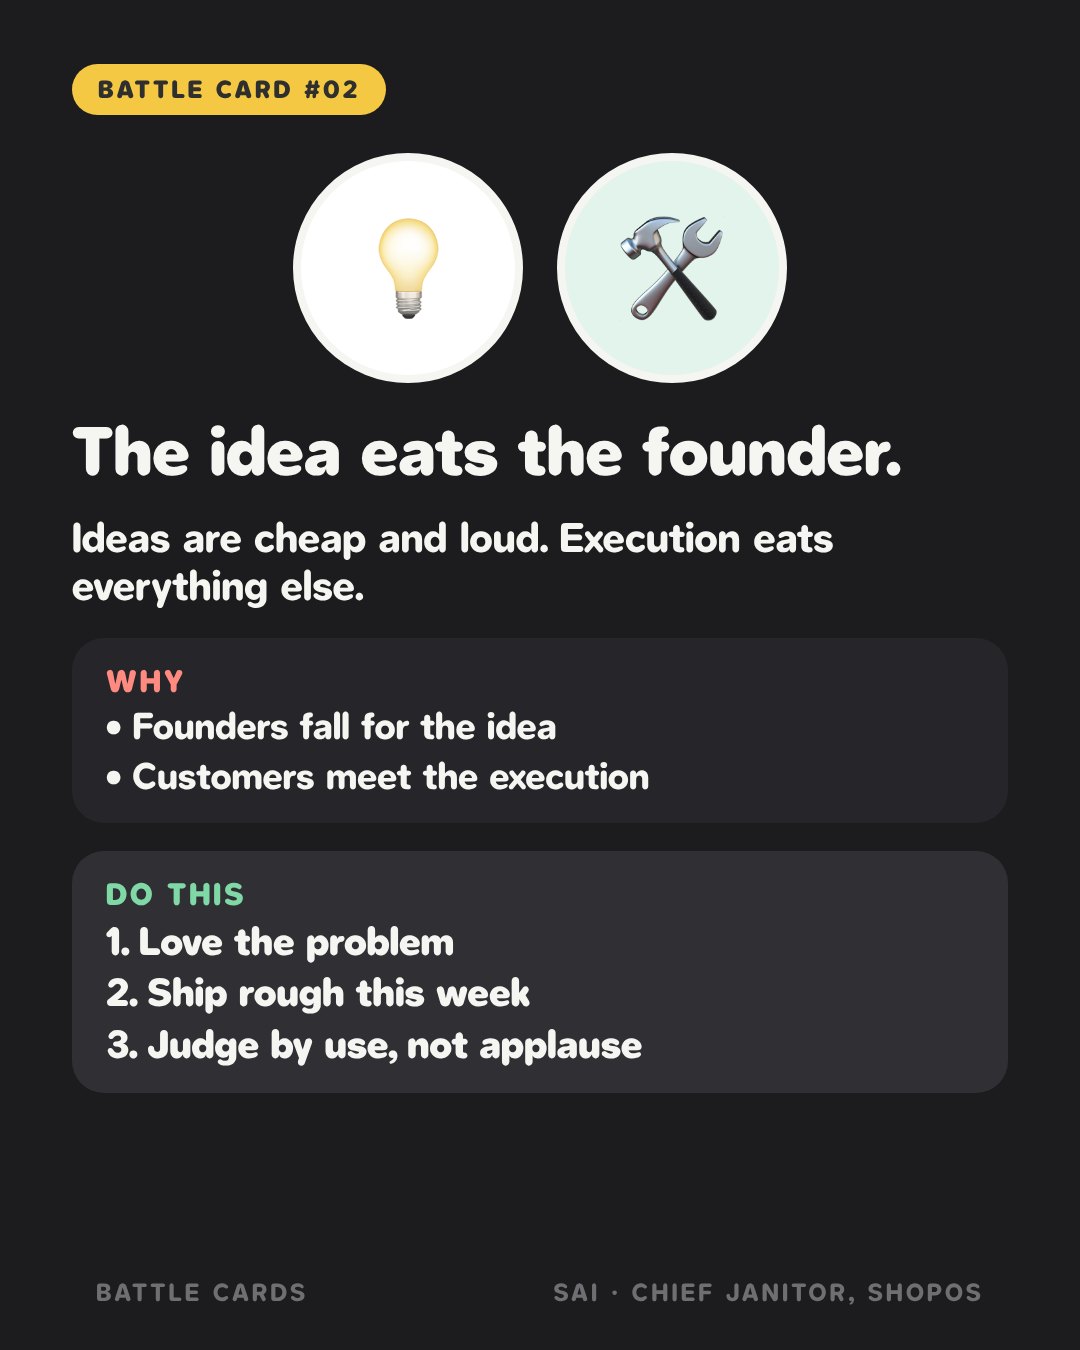 BATTLE CARD #02
The idea eats the founder.
Ideas are cheap and loud. Execution eats
everything else.
WHY
• Founders fall for the idea
• Customers meet the execution
DO THIS
1. Love the problem
2. Ship rough this week
3. Judge by use, not applause
BATTLE CARDS
SAI · CHIEF JANITOR, SHOPOS